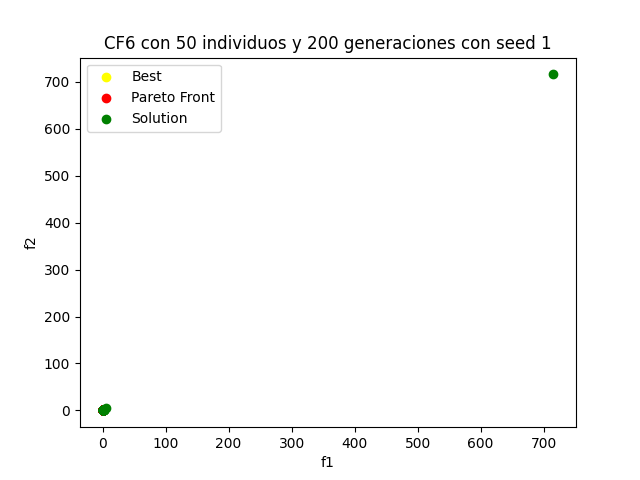 CF6 con 50 individuos y 200 generaciones con seed 1
Best
Pareto Front
Solution
700
600
500
400
300
200
100
0
f2
0 100 200 300 400 500 600 700
f1